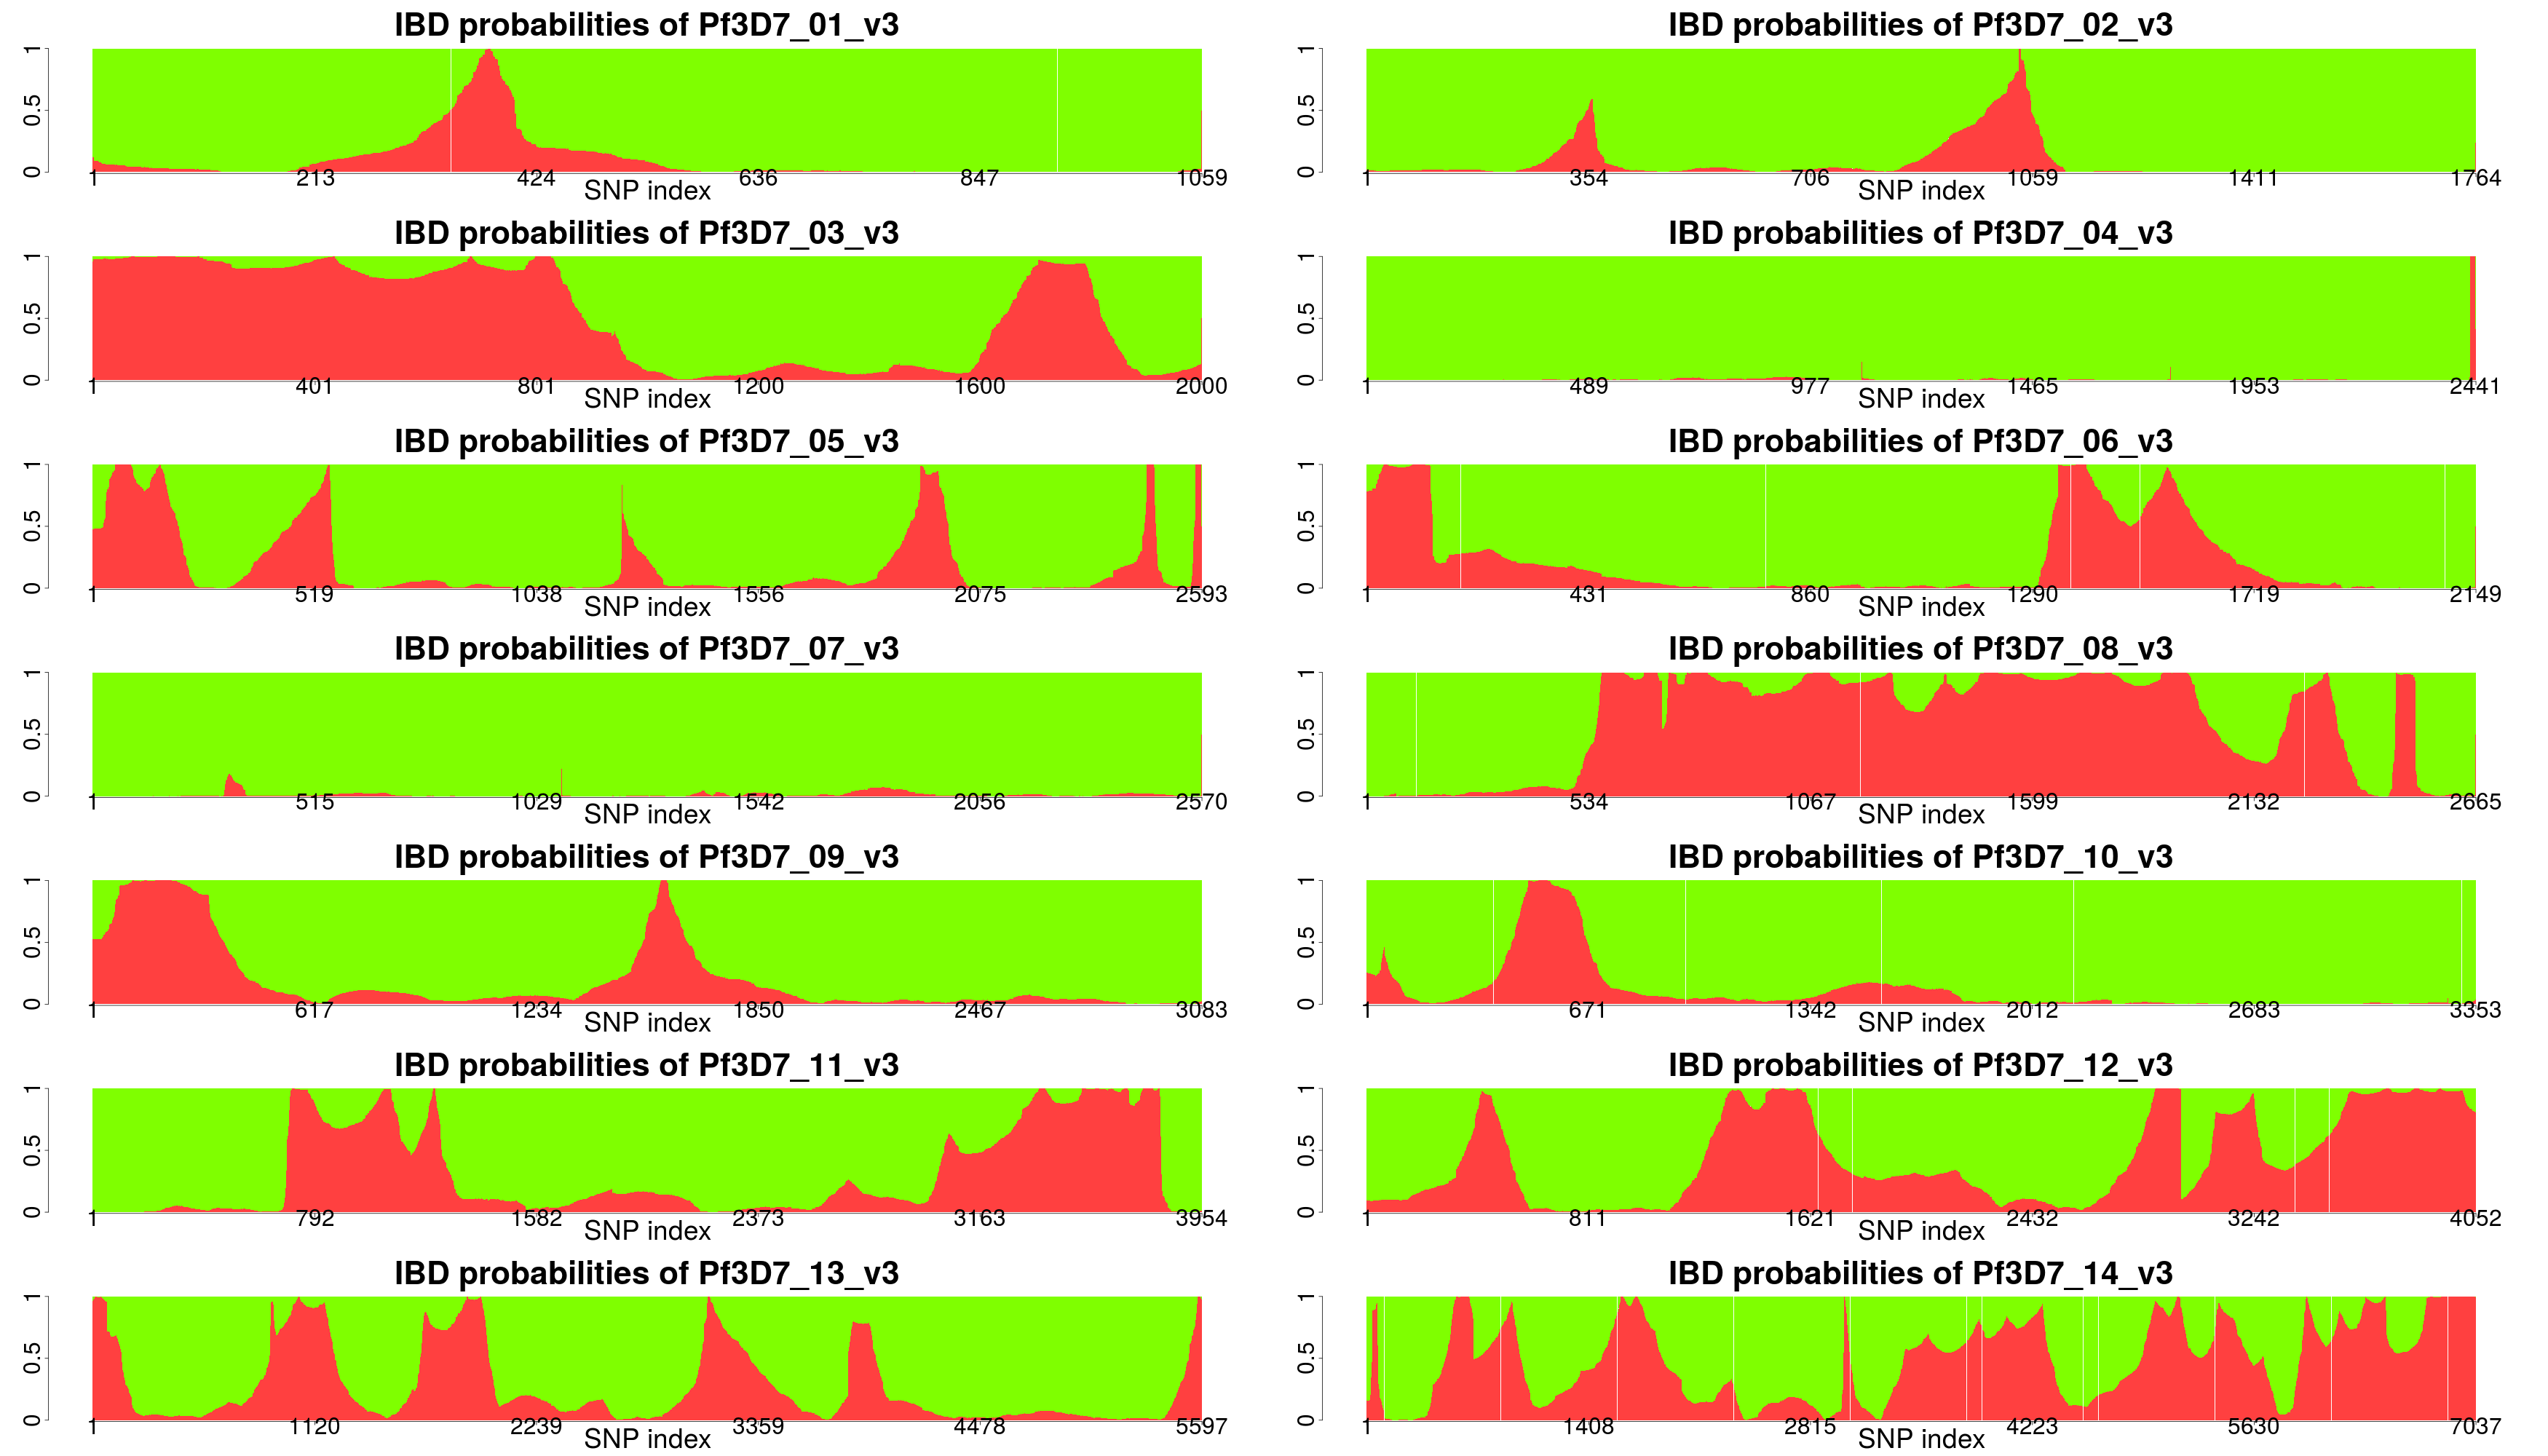 IBD probabilities of Pf3D7_01_v3
0 0.5 1
1 213 424 636 847 1059
SNP index
IBD probabilities of Pf3D7_02_v3
0 0.5 1
1 354 706 1059 1411 1764
SNP index
IBD probabilities of Pf3D7_03_v3
0 0.5 1
1 401 801 1200 1600 2000
SNP index
IBD probabilities of Pf3D7_04_v3
0 0.5 1
1 489 977 1465 1953 2441
SNP index
IBD probabilities of Pf3D7_05_v3
0 0.5 1
1 519 1038 1556 2075 2593
SNP index
IBD probabilities of Pf3D7_06_v3
0 0.5 1
1 431 860 1290 1719 2149
SNP index
IBD probabilities of Pf3D7_07_v3
0 0.5 1
1 515 1029 1542 2056 2570
SNP index
IBD probabilities of Pf3D7_08_v3
0 0.5 1
1 534 1067 1599 2132 2665
SNP index
IBD probabilities of Pf3D7_09_v3
0 0.5 1
1 617 1234 1850 2467 3083
SNP index
IBD probabilities of Pf3D7_10_v3
0 0.5 1
1 671 1342 2012 2683 3353
SNP index
IBD probabilities of Pf3D7_11_v3
0 0.5 1
1 792 1582 2373 3163 3954
SNP index
IBD probabilities of Pf3D7_12_v3
0 0.5 1
1 811 1621 2432 3242 4052
SNP index
IBD probabilities of Pf3D7_13_v3
0 0.5 1
1 1120 2239 3359 4478 5597
SNP index
IBD probabilities of Pf3D7_14_v3
0 0.5 1
1 1408 2815 4223 5630 7037
SNP index